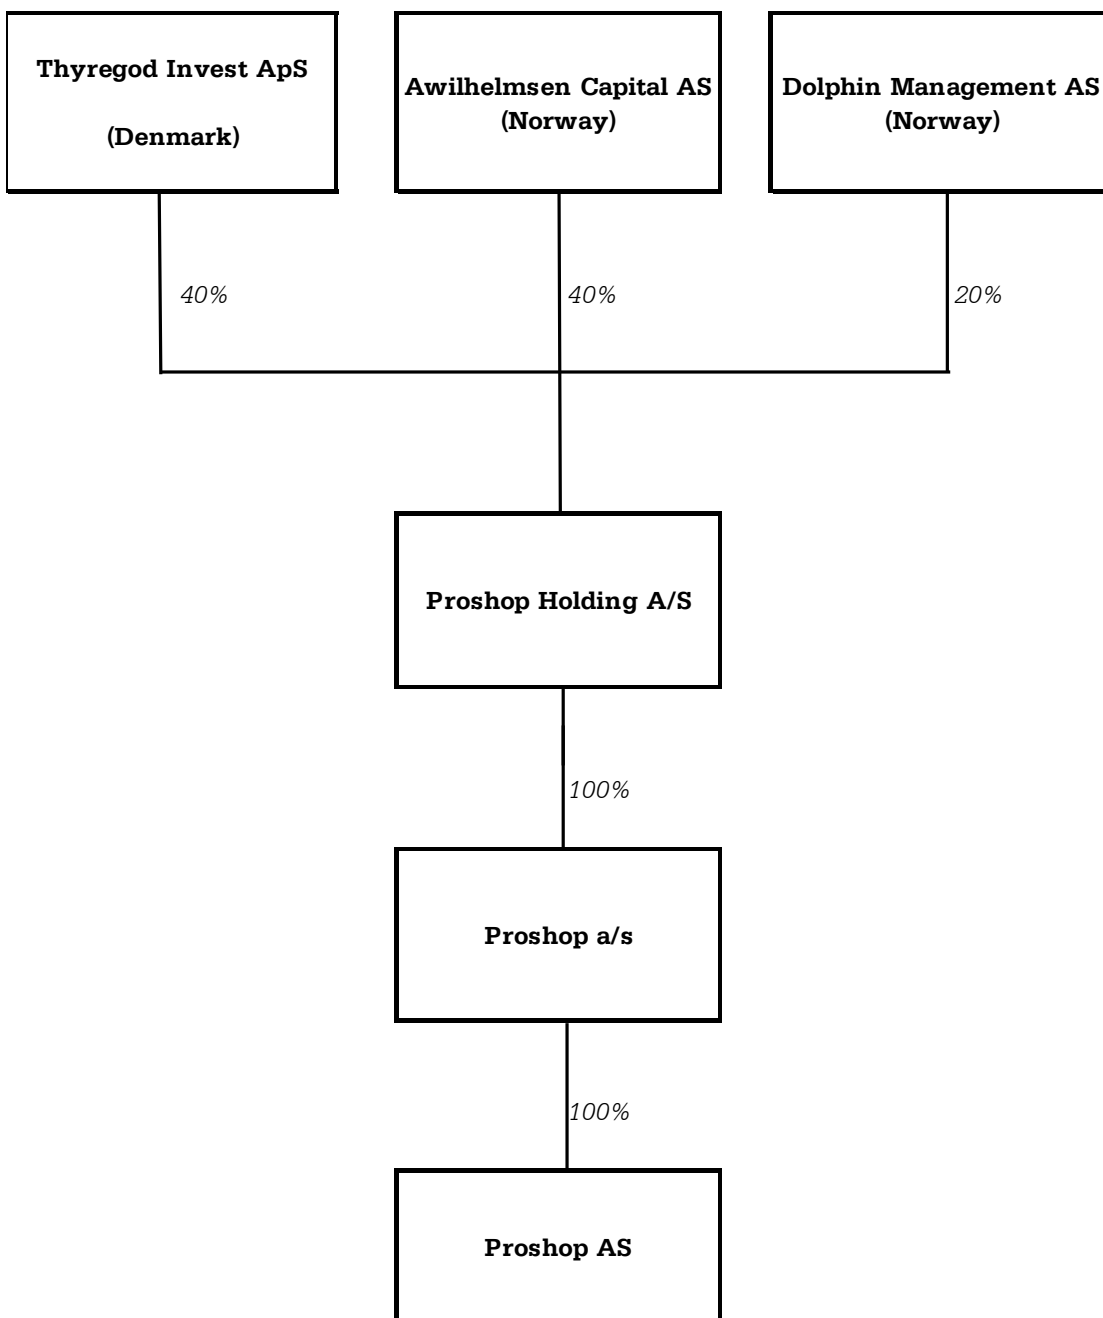 Thyregod Invest ApS
(Denmark)
Awilhelmsen Capital AS
(Norway)
Dolphin Management AS
(Norway)
40%
40%
20%
Proshop Holding A/S
100%
Proshop a/s
100%
Proshop AS